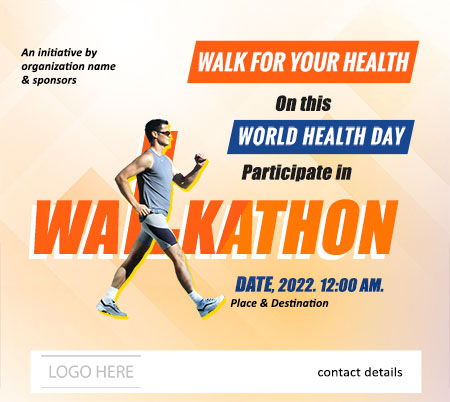 An initiative by
organization name
& sponsors
WALK FOR YOUR HEALTH
On this
WORLD HEALTH DAY
Participate in
WALKATHON
DATE, 2022. 12:00 AM.
Place & Destination
LOGO HERE
contact details